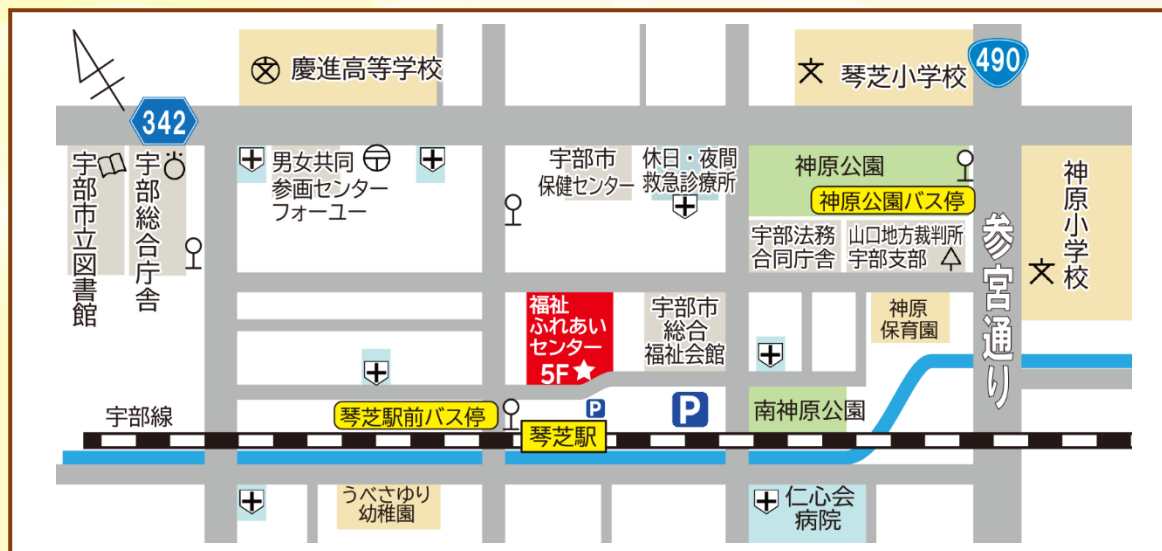 慶進高等学校
琴芝小学校
490
342
宇部市立図書館
宇部総合庁舎
男女共同
参画センター
フォーユー
宇部市
保健センター
休日・夜間
救急診療所
神原公園
神原公園バス停
宇部法務
合同庁舎
山口地方裁判所
宇部支部
参宮通り
神原小学校
福祉
ふれあい
センター
5F★
宇部市
総合
福祉会館
神原
保育園
宇部線
琴芝駅前バス停
P
P
琴芝駅
南神原公園
うべさゆり
幼稚園
仁心会
病院